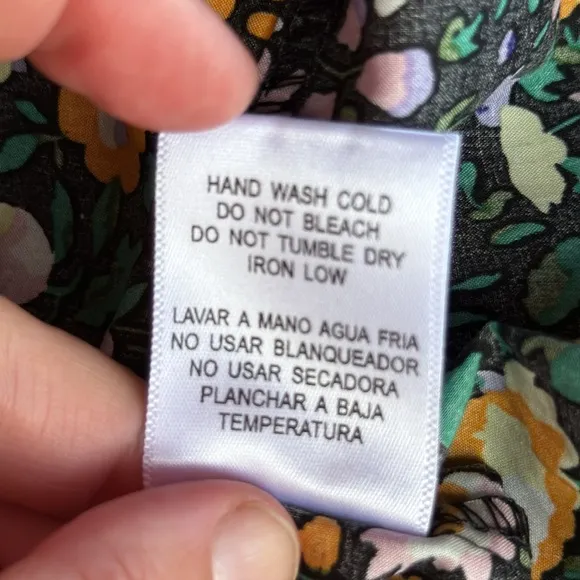 HAND WASH COLD
DO NOT BLEACH
DO NOT TUMBLE DRY
IRON LOW
LAVAR A MANO AGUA FRIA
NO USAR BLANQUEADOR
NO USAR SECADORA
PLANCHAR A BAJA
TEMPERATURA